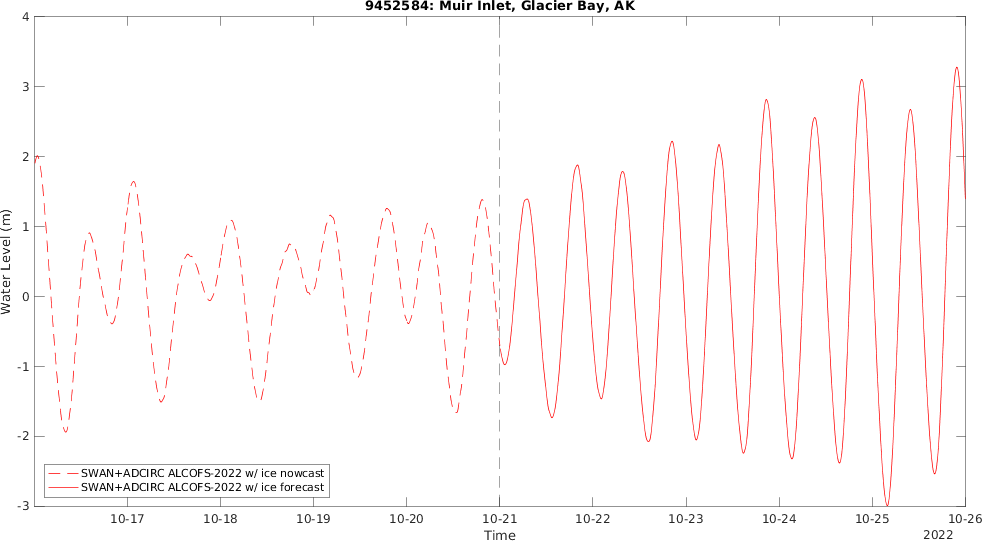 9452584: Muir Inlet, Glacier Bay, AK
4
3
2
1
0
-1
-2
-3
Water Level (m)
SWAN+ADCIRC ALCOFS-2022 w/ ice nowcast
SWAN+ADCIRC ALCOFS-2022 w/ ice forecast
10-17 10-18 10-19 10-20 10-21 10-22 10-23 10-24 10-25 10-26
Time
2022